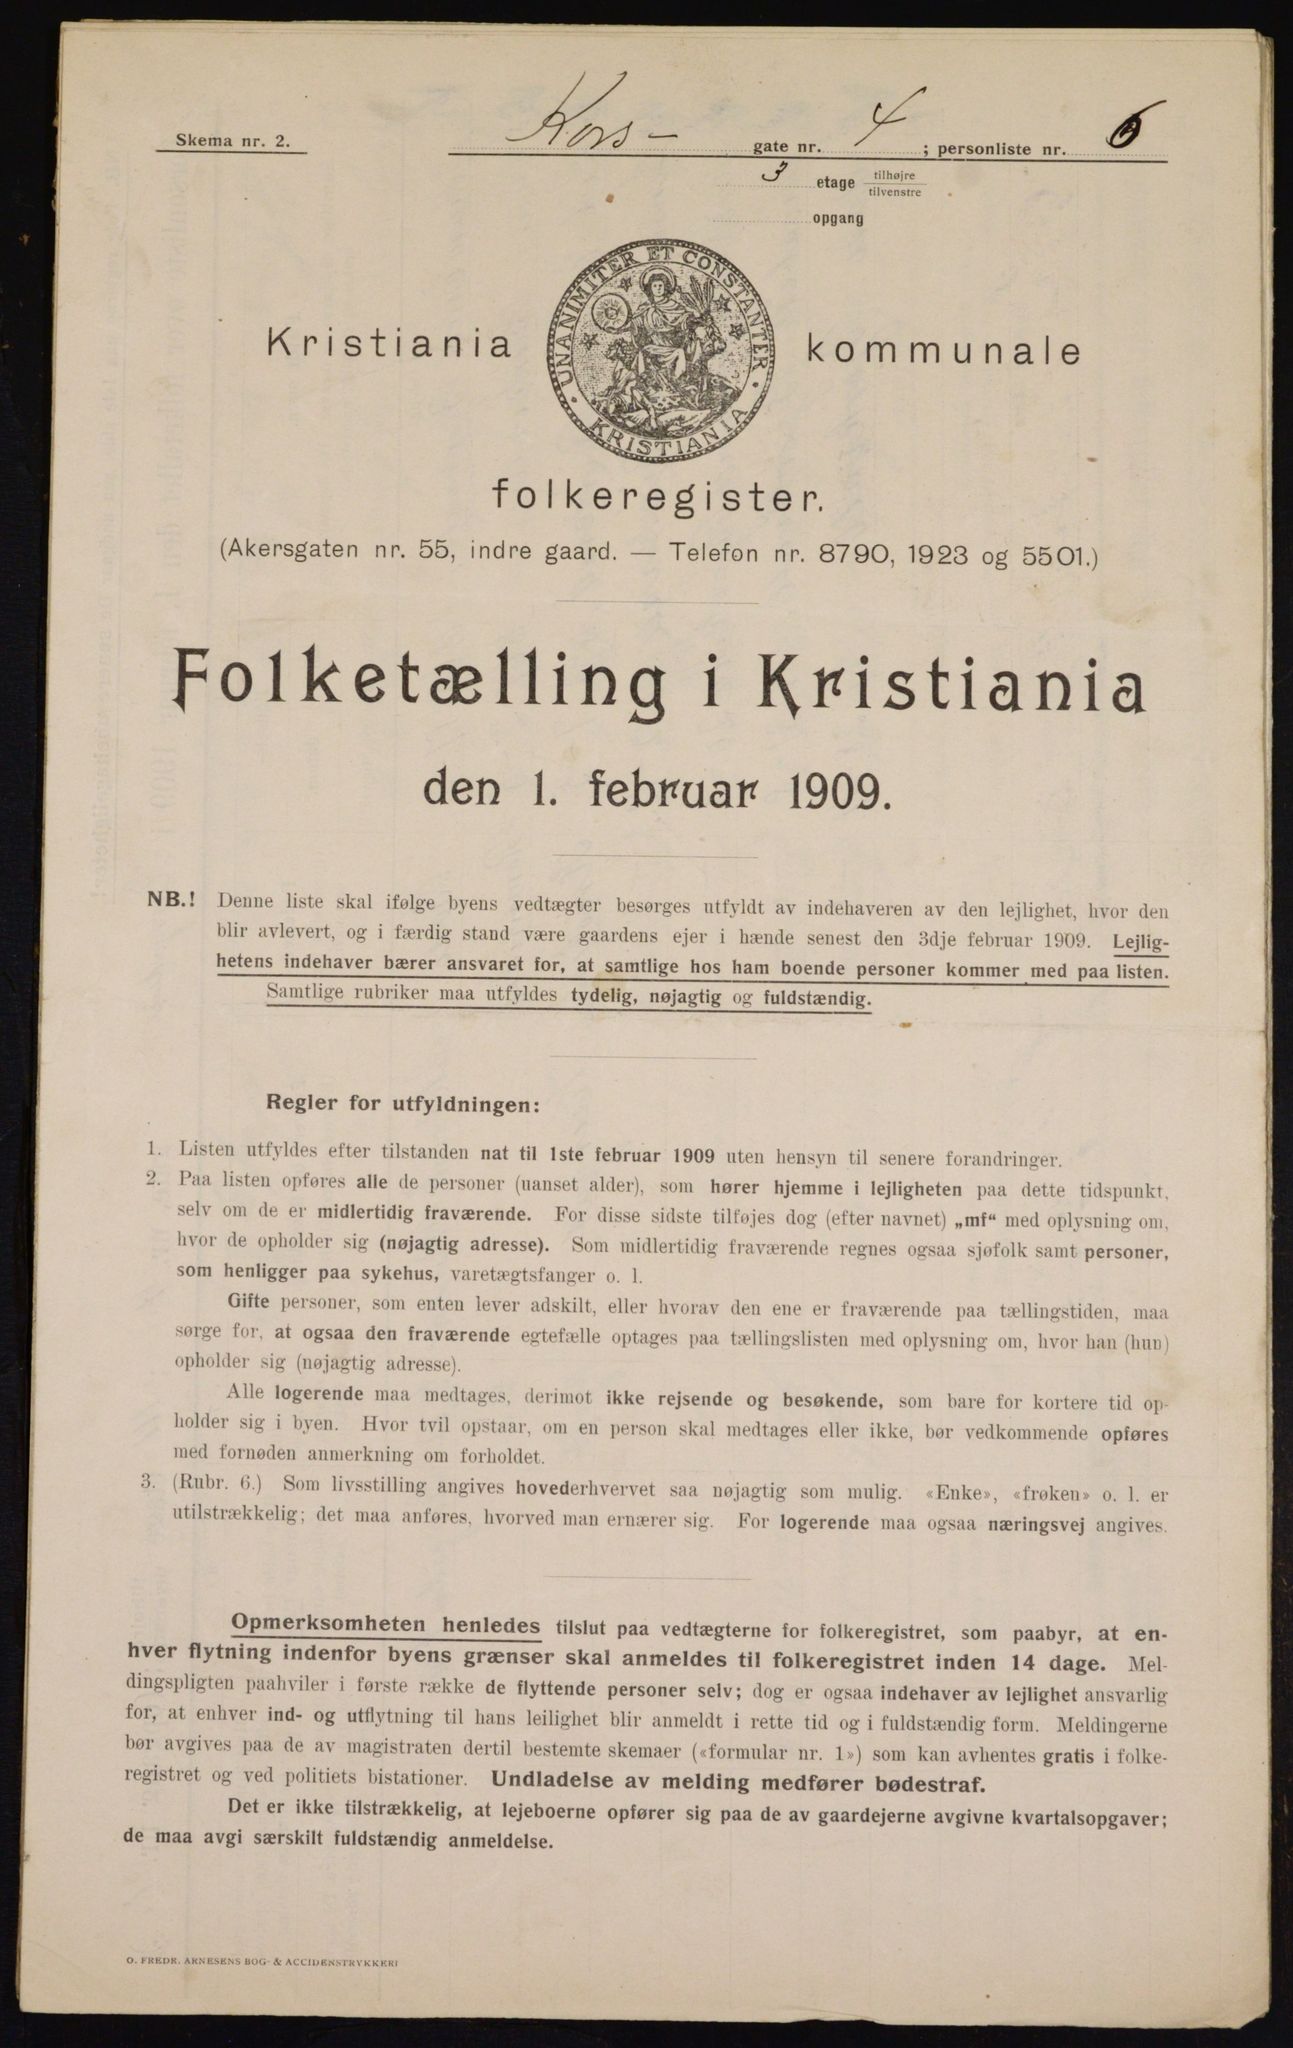 Skema nr. 2.
Kors- gate nr. 4; personliste nr. 6
3 etage tilhøjre
tilvenstre
opgang
UNANIMITER ET CONSTANTER
KRISTIANIA
Kristiania kommunale
folkeregister.
(Akersgaten nr. 55, indre gaard. — Telefon nr. 8790, 1923 og 5501.)
Folketælling i Kristiania
den 1. februar 1909.
NB.! Denne liste skal ifølge byens vedtægter besørges utfyldt av indehaveren av den lejlighet, hvor den
blir avlevert, og i færdig stand være gaardens ejer i hænde senest den 3dje februar 1909. Lejlig-
hetens indehaver bærer ansvaret for, at samtlige hos ham boende personer kommer med paa listen.
Samtlige rubriker maa utfyldes tydelig, nøjagtig og fuldstændig.
Regler for utfyldningen:
1. Listen utfyldes efter tilstanden nat til 1ste februar 1909 uten hensyn til senere forandringer.
2. Paa listen opføres alle de personer (uanset alder), som hører hjemme i lejligheten paa dette tidspunkt,
selv om de er midlertidig fraværende. For disse sidste tilføjes dog (efter navnet) „mf“ med oplysning om,
hvor de opholder sig (nøjagtig adresse). Som midlertidig fraværende regnes ogsaa sjøfolk samt personer,
som henligger paa sykehus, varetægtsfanger o. l.
Gifte personer, som enten lever adskilt, eller hvorav den ene er fraværende paa tællingstiden, maa
sørge for, at ogsaa den fraværende egtefælle optages paa tællingslisten med oplysning om, hvor han (hun)
opholder sig (nøjagtig adresse).
Alle logerende maa medtages, derimot ikke rejsende og besøkende, som bare for kortere tid op-
holder sig i byen. Hvor tvil opstaar, om en person skal medtages eller ikke, bør vedkommende opføres
med fornøden anmerkning om forholdet.
3. (Rubr. 6.) Som livsstilling angives hovederhvervet saa nøjagtig som mulig. «Enke», «frøken» o. l. er
utilstrækkelig; det maa anføres, hvorved man ernærer sig. For logerende maa ogsaa næringsvej angives.
Opmerksomheten henledes tilslut paa vedtægterne for folkeregistret, som paabyr, at en-
hver flytning indenfor byens grænser skal anmeldes til folkeregistret inden 14 dage. Mel-
dingspligten paahviler i første række de flyttende personer selv; dog er ogsaa indehaver av lejlighet ansvarlig
for, at enhver ind- og utflytning til hans leilighet blir anmeldt i rette tid og i fuldstændig form. Meldingerne
bør avgives paa de av magistraten dertil bestemte skemaer («formular nr. 1») som kan avhentes gratis i folke-
registret og ved politiets bistationer. Undladelse av melding medfører bødestraf.
Det er ikke tilstrækkelig, at lejeboerne opfører sig paa de av gaardejerne avgivne kvartalsopgaver;
de maa avgi særskilt fuldstændig anmeldelse.
O. FREDR. ARNESENS BOG- & ACCIDENSTRYKKERI